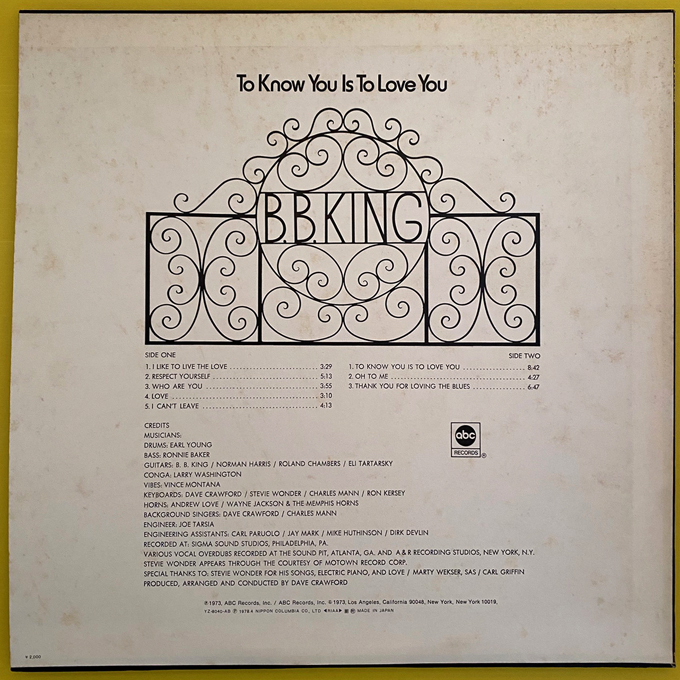 To Know You Is To Love You
B.B.KING
SIDE ONE
1. I LIKE TO LIVE THE LOVE 3:29
2. RESPECT YOURSELF 5:13
3. WHO ARE YOU 3:55
4. LOVE 3:10
5. I CAN'T LEAVE 4:13
SIDE TWO
1. TO KNOW YOU IS TO LOVE YOU 8:42
2. OH TO ME 4:27
3. THANK YOU FOR LOVING THE BLUES 6:47
CREDITS
MUSICIANS:
DRUMS: EARL YOUNG
BASS: RONNIE BAKER
GUITARS: B. B. KING / NORMAN HARRIS / ROLAND CHAMBERS / ELI TARTARSKY
CONGA: LARRY WASHINGTON
VIBES: VINCE MONTANA
KEYBOARDS: DAVE CRAWFORD / STEVIE WONDER / CHARLES MANN / RON KERSEY
HORNS: ANDREW LOVE / WAYNE JACKSON & THE MEMPHIS HORNS
BACKGROUND SINGERS: DAVE CRAWFORD / CHARLES MANN
ENGINEER: JOE TARSIA
ENGINEERING ASSISTANTS: CARL PARUOLO / JAY MARK / MIKE HUTHINSON / DIRK DEVLIN
RECORDED AT: SIGMA SOUND STUDIOS, PHILADELPHIA, PA.
VARIOUS VOCAL OVERDUBS RECORDED AT THE SOUND PIT, ATLANTA, GA. AND A & R RECORDING STUDIOS, NEW YORK, N.Y.
STEVIE WONDER APPEARS THROUGH THE COURTESY OF MOTOWN RECORD CORP.
SPECIAL THANKS TO: STEVIE WONDER FOR HIS SONGS, ELECTRIC PIANO, AND LOVE / MARTY WEKSER, SAS / CARL GRIFFIN
PRODUCED, ARRANGED AND CONDUCTED BY DAVE CRAWFORD
abc
RECORDS ®
℗ 1973, ABC Records, Inc. / ABC Records, Inc. © 1973, Los Angeles, California 90048, New York, New York 10019,
YZ-8040-AB ℗ 1978.4 NIPPON COLUMBIA CO., LTD. ◀RIAA▶ MADE IN JAPAN